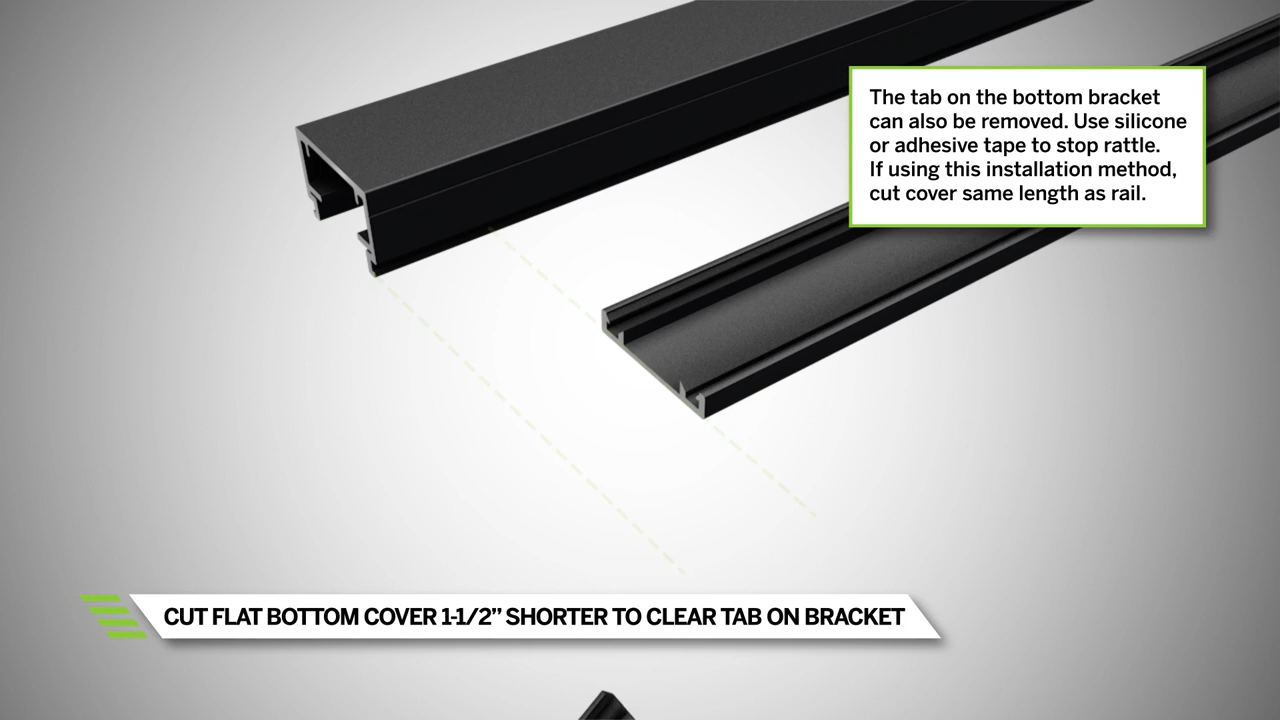 The tab on the bottom bracket
can also be removed. Use silicone
or adhesive tape to stop rattle.
If using this installation method,
cut cover same length as rail.
CUT FLAT BOTTOM COVER 1-1/2” SHORTER TO CLEAR TAB ON BRACKET